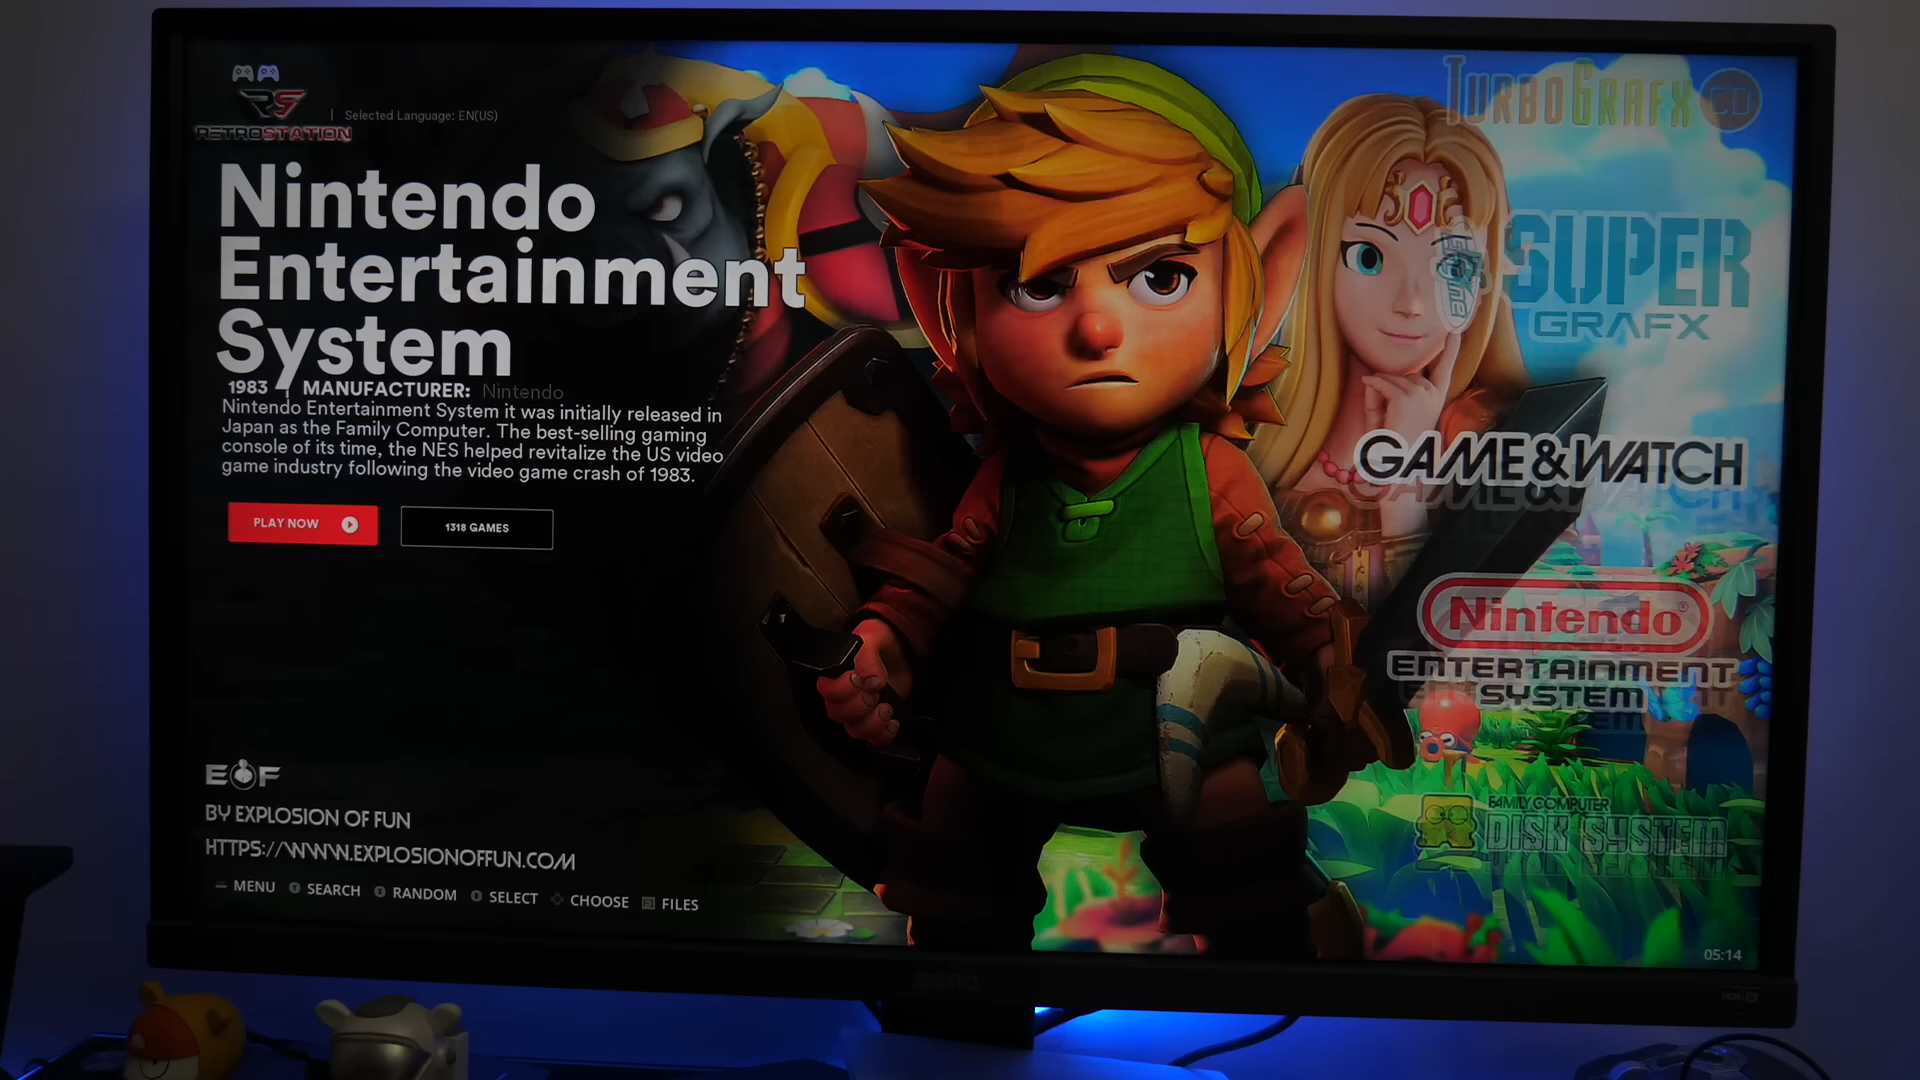 RETROSTATION
Selected Language: EN(US)
Nintendo
Entertainment
System
1983 | MANUFACTURER: Nintendo
Nintendo Entertainment System it was initially released in
Japan as the Family Computer. The best-selling gaming
console of its time, the NES helped revitalize the US video
game industry following the video game crash of 1983.
PLAY NOW
1318 GAMES
EOF
BY EXPLOSION OF FUN
HTTPS://WWW.EXPLOSIONOFFUN.COM
MENU SEARCH RANDOM SELECT CHOOSE FILES
TURBOGRAFX CD
SUPER
GRAFX
GAME&WATCH
Nintendo®
ENTERTAINMENT
SYSTEM
FAMILY COMPUTER
DISK SYSTEM
05:14
BenQ